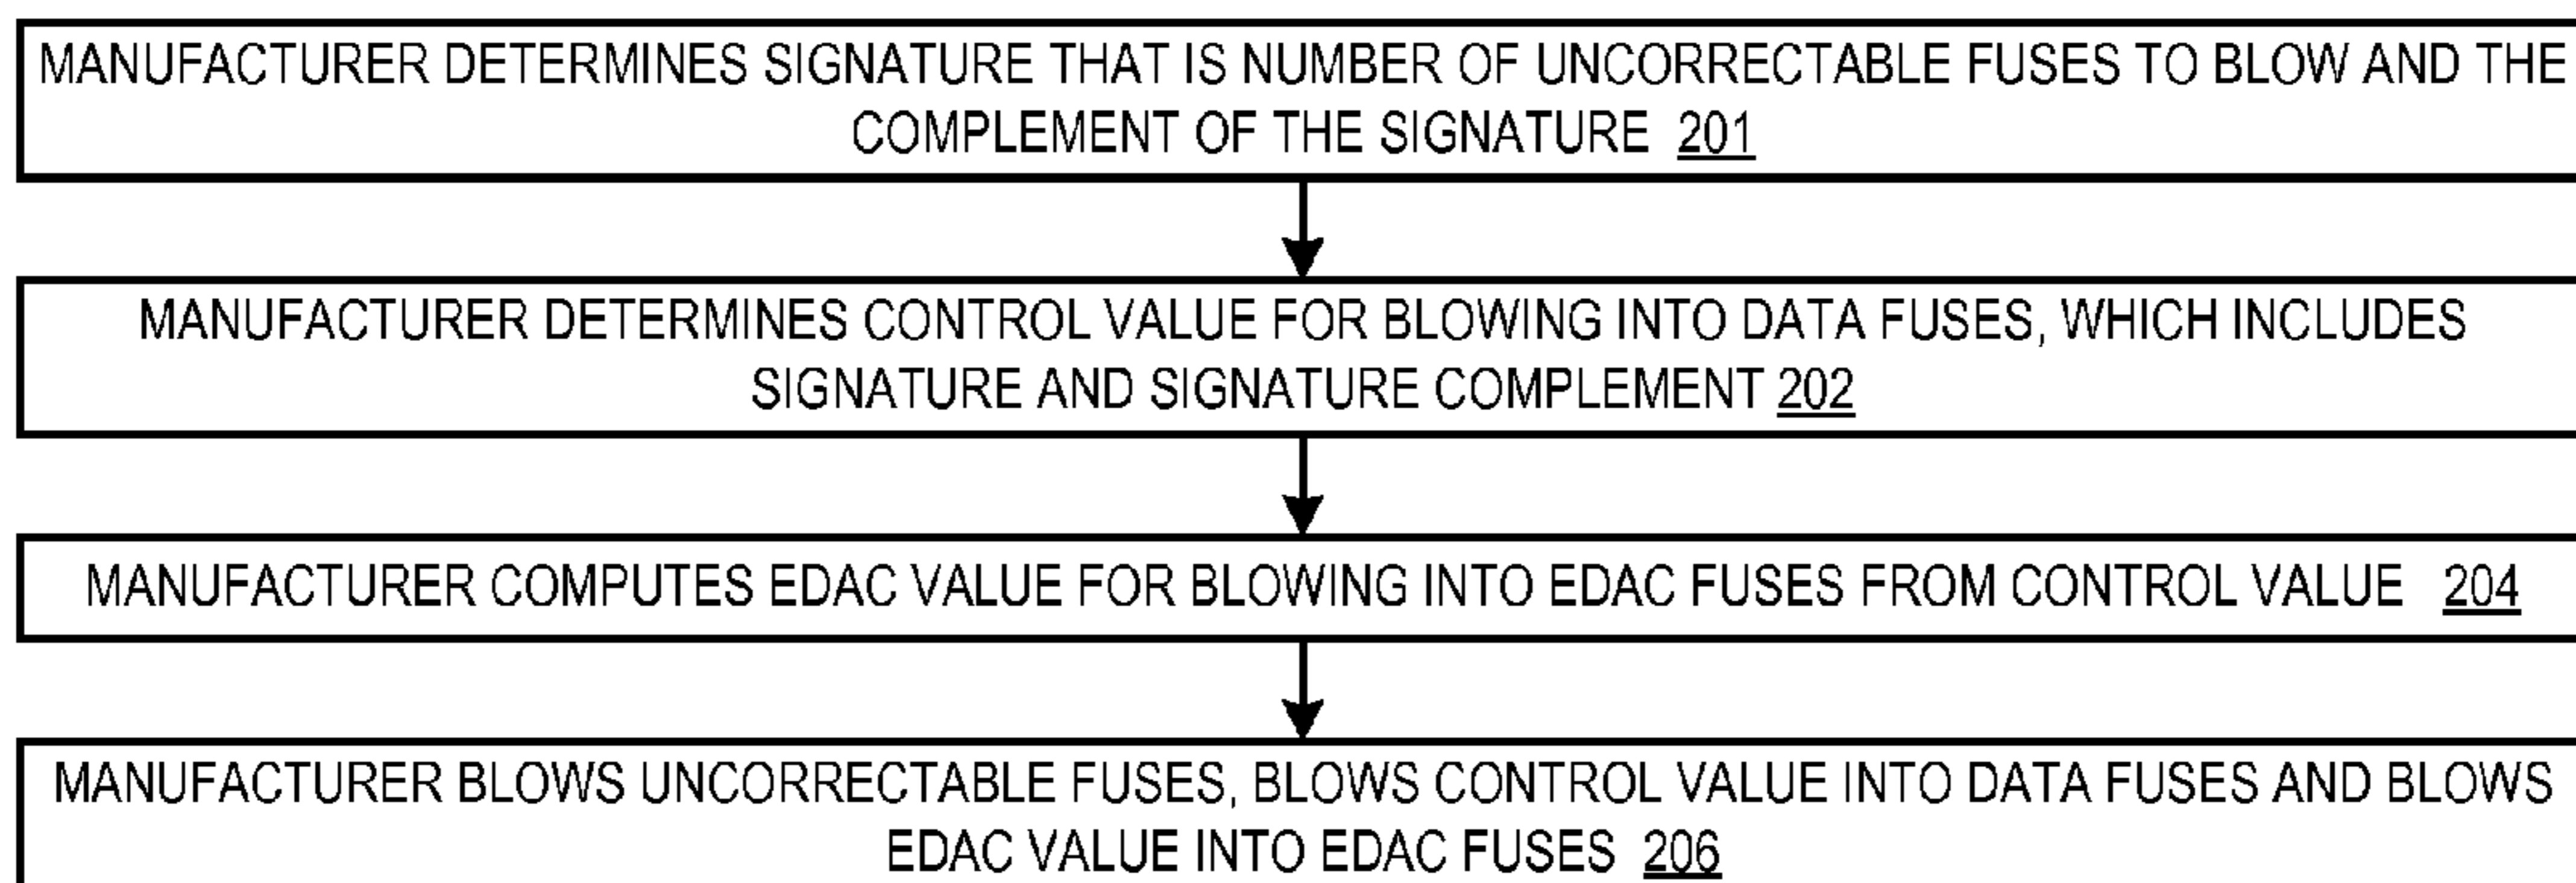 MANUFACTURER DETERMINES SIGNATURE THAT IS NUMBER OF UNCORRECTABLE FUSES TO BLOW AND THE
COMPLEMENT OF THE SIGNATURE 201
MANUFACTURER DETERMINES CONTROL VALUE FOR BLOWING INTO DATA FUSES, WHICH INCLUDES
SIGNATURE AND SIGNATURE COMPLEMENT 202
MANUFACTURER COMPUTES EDAC VALUE FOR BLOWING INTO EDAC FUSES FROM CONTROL VALUE 204
MANUFACTURER BLOWS UNCORRECTABLE FUSES, BLOWS CONTROL VALUE INTO DATA FUSES AND BLOWS
EDAC VALUE INTO EDAC FUSES 206